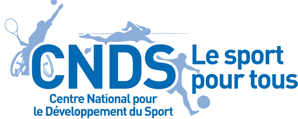 CNDS
Centre National pour
le Développement du Sport
Le sport
pour tous